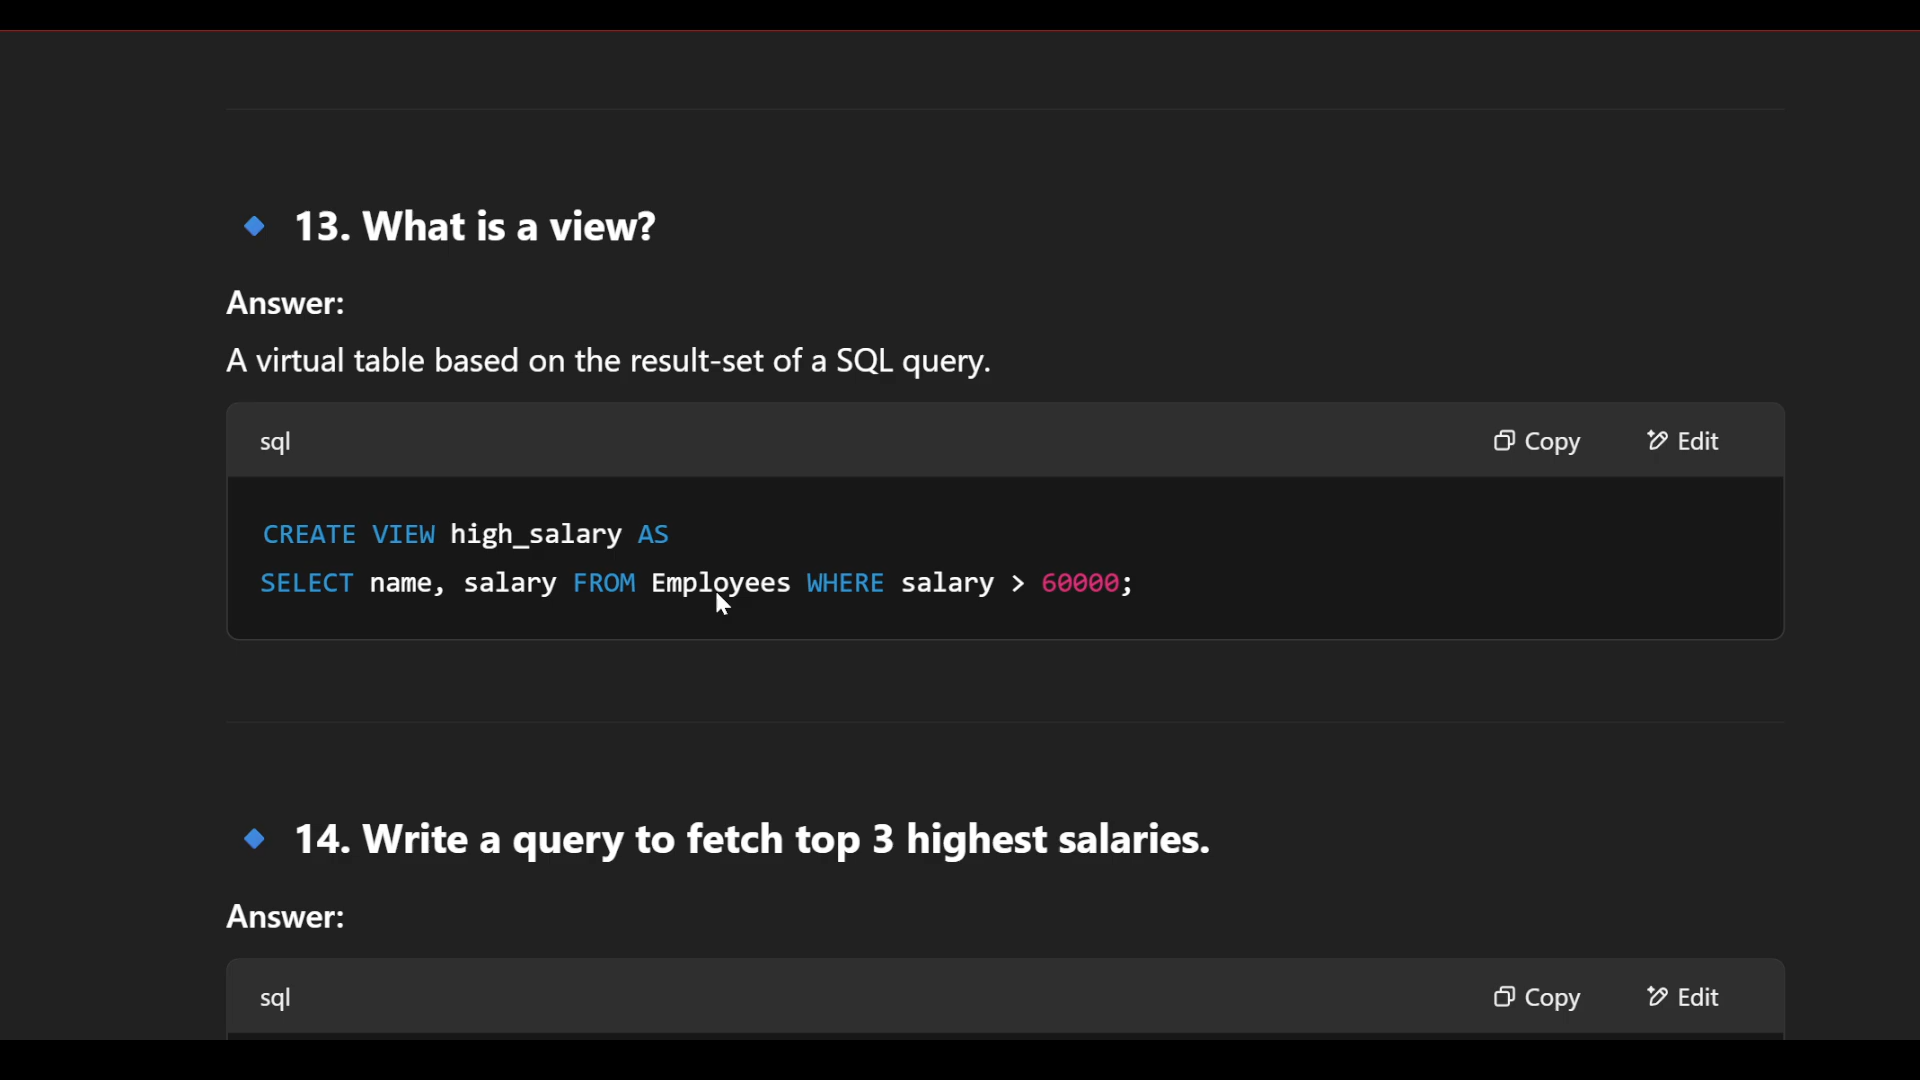 13. What is a view?
Answer:
A virtual table based on the result-set of a SQL query.
sql Copy Edit
CREATE VIEW high_salary AS
SELECT name, salary FROM Employees WHERE salary > 60000;
14. Write a query to fetch top 3 highest salaries.
Answer:
sql Copy Edit